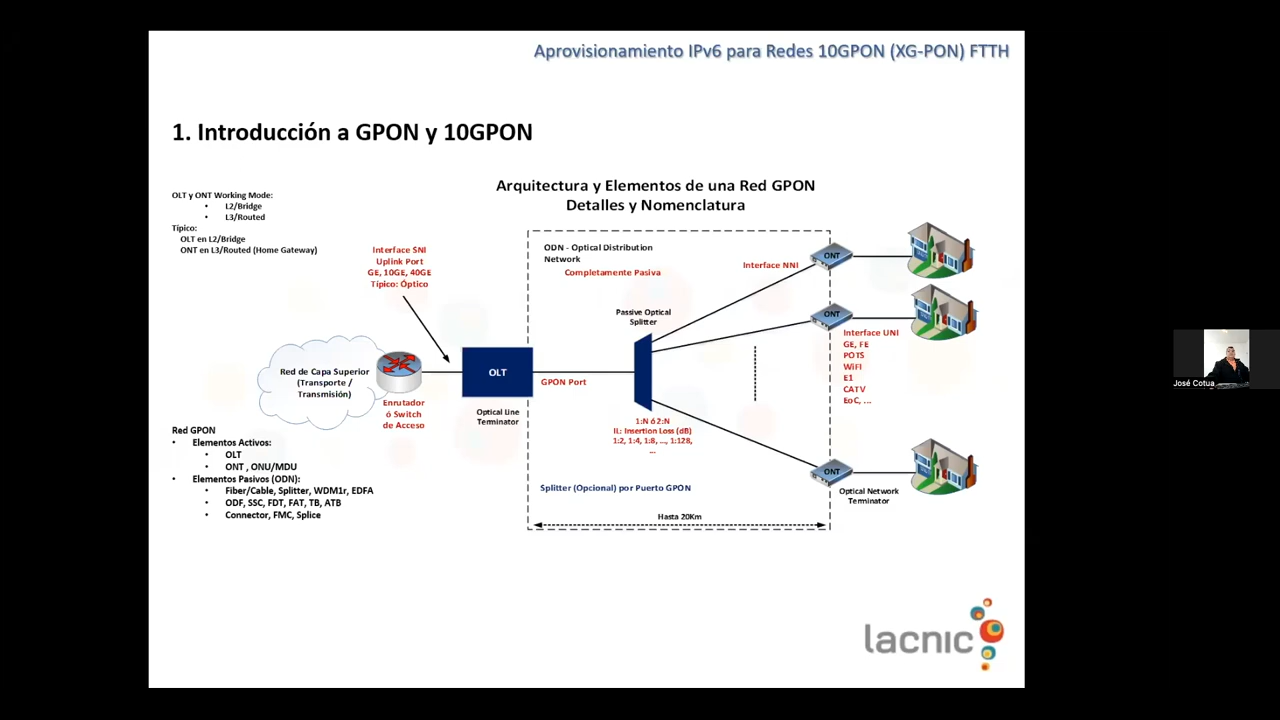 Aprovisionamiento IPv6 para Redes 10GPON (XG-PON) FTTH
1. Introducción a GPON y 10GPON
Arquitectura y Elementos de una Red GPON
Detalles y Nomenclatura
OLT y ONT Working Mode:
• L2/Bridge
• L3/Routed
Típico:
OLT en L2/Bridge
ONT en L3/Routed (Home Gateway)
Interface SNI
Uplink Port
GE, 10GE, 40GE
Típico: Óptico
ODN - Optical Distribution
Network
Completamente Pasiva
Interface NNI
ONT
Passive Optical
Splitter
ONT
Interface UNI
GE, FE
POTS
WiFi
E1
CATV
EoC, ...
Red de Capa Superior
(Transporte /
Transmisión)
Enrutador
ó Switch
de Acceso
OLT
Optical Line
Terminator
GPON Port
1:N ó 2:N
IL: Insertion Loss (dB)
1:2, 1:4, 1:8, ..., 1:128,
...
ONT
Optical Network
Terminator
Splitter (Opcional) por Puerto GPON
Hasta 20Km
Red GPON
• Elementos Activos:
• OLT
• ONT , ONU/MDU
• Elementos Pasivos (ODN):
• Fiber/Cable, Splitter, WDM1r, EDFA
• ODF, SSC, FDT, FAT, TB, ATB
• Connector, FMC, Splice
lacnic
José Cotua